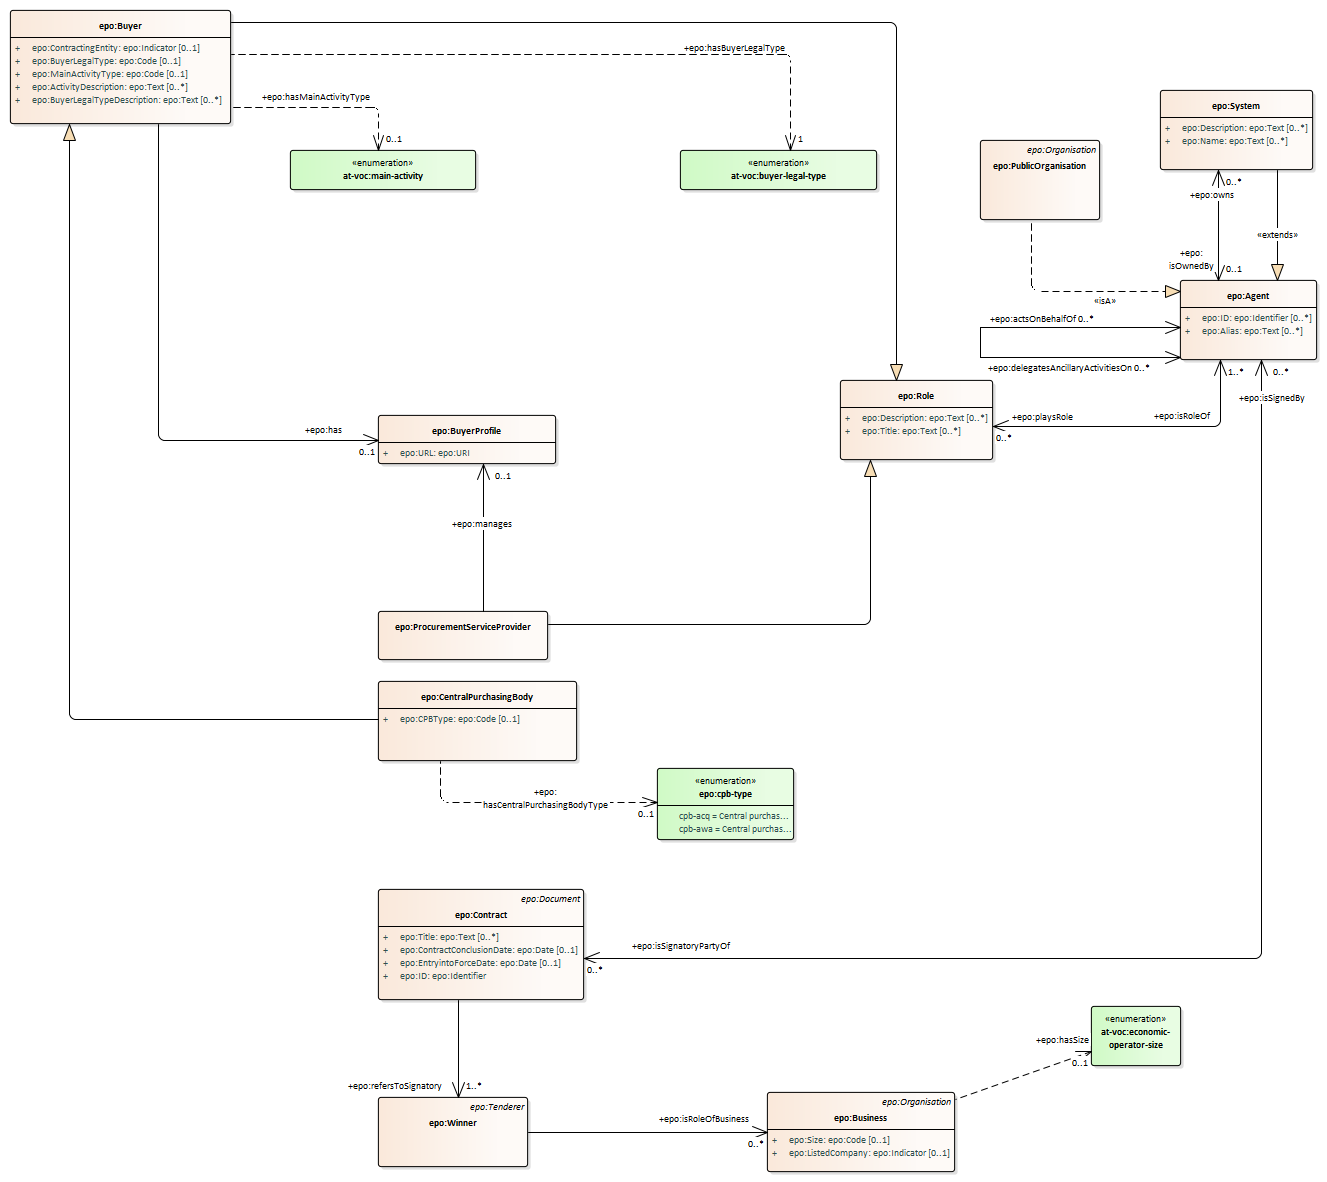 epo:Buyer
+ epo:ContractingEntity: epo:Indicator [0..1]
+ epo:BuyerLegalType: epo:Code [0..1]
+ epo:MainActivityType: epo:Code [0..1]
+ epo:ActivityDescription: epo:Text [0..*]
+ epo:BuyerLegalTypeDescription: epo:Text [0..*]
+epo:hasBuyerLegalType
1
+epo:hasMainActivityType
0..1
«enumeration»
at-voc:main-activity
«enumeration»
at-voc:buyer-legal-type
epo:Organisation
epo:PublicOrganisation
epo:System
+ epo:Description: epo:Text [0..*]
+ epo:Name: epo:Text [0..*]
0..*
+epo:owns
«extends»
+epo:
isOwnedBy
0..1
«isA»
epo:Agent
+ epo:ID: epo:Identifier [0..*]
+ epo:Alias: epo:Text [0..*]
+epo:actsOnBehalfOf 0..*
+epo:delegatesAncillaryActivitiesOn 0..*
1..*
0..*
+epo:isSignedBy
epo:Role
+ epo:Description: epo:Text [0..*]
+ epo:Title: epo:Text [0..*]
+epo:playsRole
0..*
+epo:isRoleOf
+epo:has
0..1
epo:BuyerProfile
+ epo:URL: epo:URI
0..1
+epo:manages
epo:ProcurementServiceProvider
epo:CentralPurchasingBody
+ epo:CPBType: epo:Code [0..1]
+epo:
hasCentralPurchasingBodyType
0..1
«enumeration»
epo:cpb-type
cpb-acq = Central purchas...
cpb-awa = Central purchas...
epo:Document
epo:Contract
+ epo:Title: epo:Text [0..*]
+ epo:ContractConclusionDate: epo:Date [0..1]
+ epo:EntryintoForceDate: epo:Date [0..1]
+ epo:ID: epo:Identifier
+epo:isSignatoryPartyOf
0..*
+epo:refersToSignatory
1..*
epo:Tenderer
epo:Winner
+epo:isRoleOfBusiness
0..*
epo:Organisation
epo:Business
+ epo:Size: epo:Code [0..1]
+ epo:ListedCompany: epo:Indicator [0..1]
+epo:hasSize
0..1
«enumeration»
at-voc:economic-
operator-size